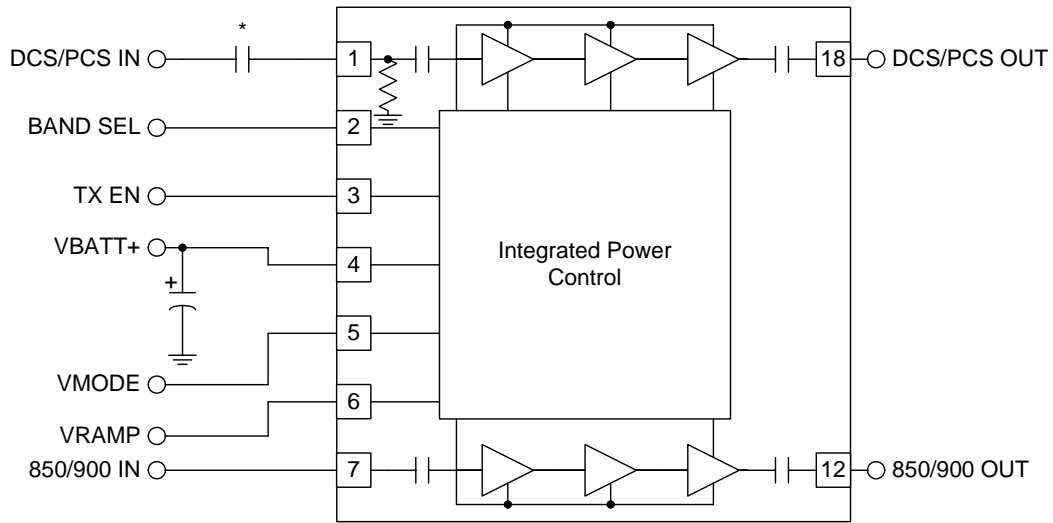 *
DCS/PCS IN
1
18
DCS/PCS OUT
BAND SEL
2
TX EN
3
VBATT+
4
Integrated Power
Control
+
5
VMODE
6
VRAMP
850/900 IN
7
12
850/900 OUT